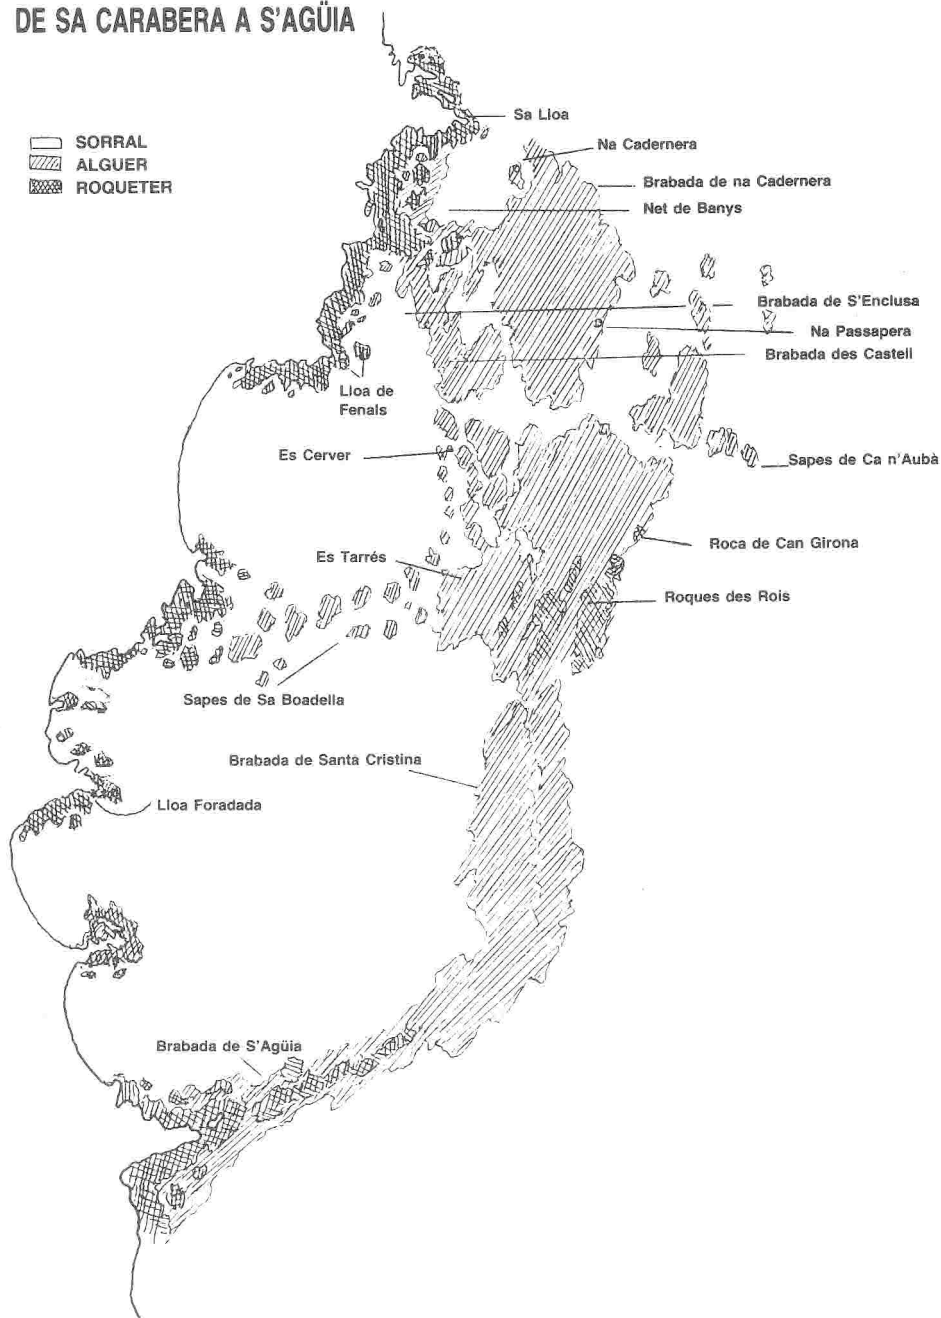 DE SA CARABERA A S'AGÜIA
SORRAL
ALGUER
ROQUETER
Sa Lloa
Na Cadernera
Brabada de na Cadernera
Net de Banys
Brabada de S'Enclusa
Na Passapera
Brabada des Castell
Lloa de
Fenals
Es Cerver
Sapes de Ca n'Aubà
Roca de Can Girona
Es Tarrés
Roques des Rois
Sapes de Sa Boadella
Brabada de Santa Cristina
Lloa Foradada
Brabada de S'Agüia